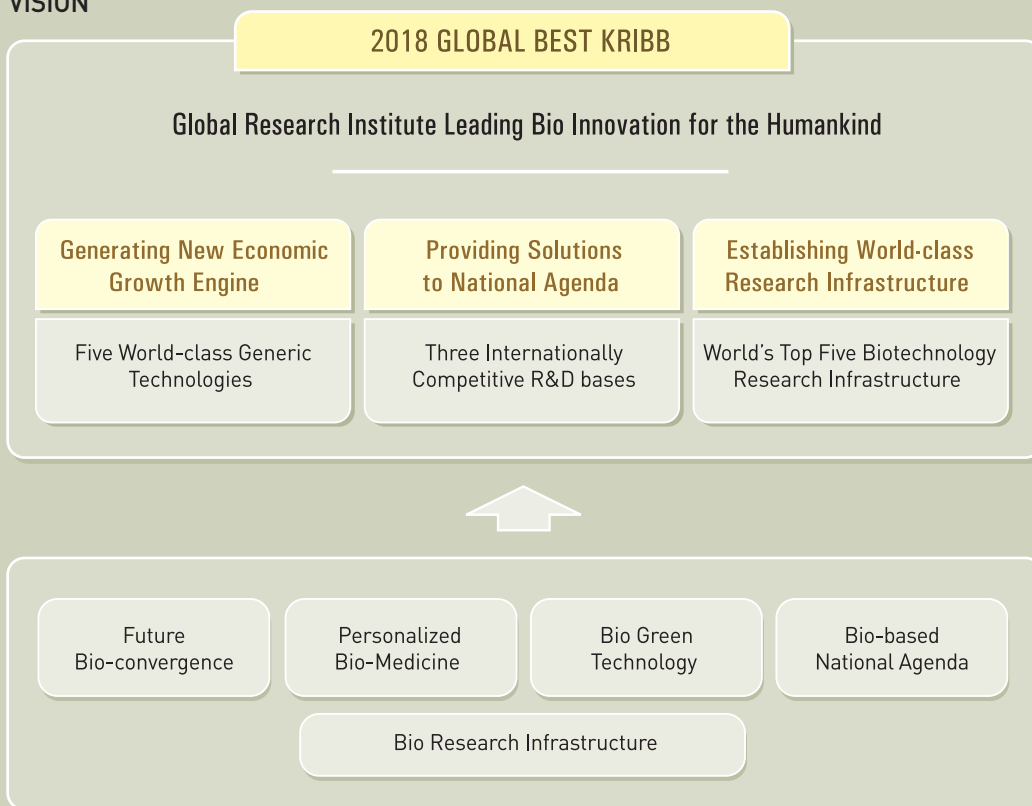 VISION
2018 GLOBAL BEST KRIBB
Global Research Institute Leading Bio Innovation for the Humankind
Generating New Economic
Growth Engine
Five World-class Generic
Technologies
Providing Solutions
to National Agenda
Three Internationally
Competitive R&D bases
Establishing World-class
Research Infrastructure
World's Top Five Biotechnology
Research Infrastructure
Future
Bio-convergence
Personalized
Bio-Medicine
Bio Green
Technology
Bio-based
National Agenda
Bio Research Infrastructure